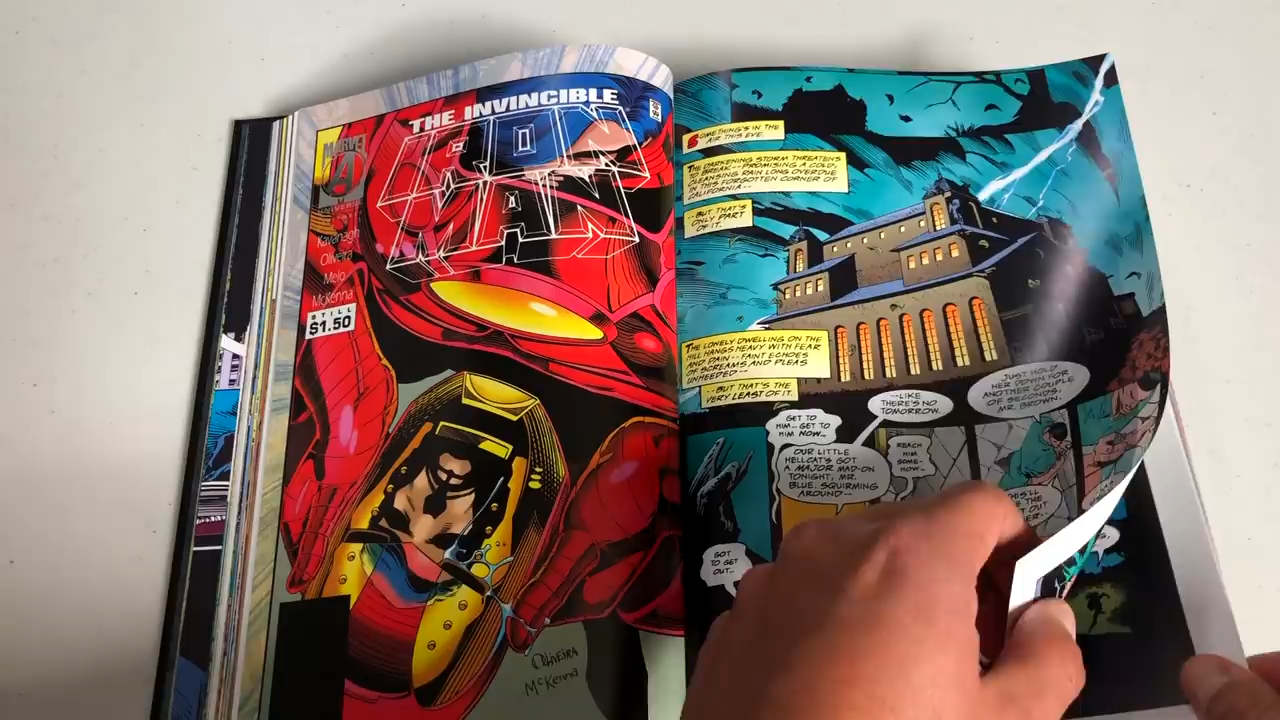 THE INVINCIBLE
IRON
MAN
MARVEL
Kavanagh
Oliveira
Melo
McKenna
STILL
$1.50
OLIVEIRA
McKenna
SOMETHING'S IN THE
AIR THIS EVE.
THE DARKENING STORM THREATENS
TO BREAK--PROMISING A COLD,
CLEANSING RAIN LONG OVERDUE
IN THIS FORGOTTEN CORNER OF
CALIFORNIA--
--BUT THAT'S
ONLY PART
OF IT.
THE LONELY DWELLING ON THE
HILL HANGS HEAVY WITH FEAR
AND PAIN--FAINT ECHOES
OF SCREAMS AND PLEAS
UNHEEDED--
--BUT THAT'S THE
VERY LEAST OF IT.
GET TO
HIM--GET TO
HIM NOW--
OUR LITTLE
HELLCAT'S GOT
A MAJOR MAD-ON
TONIGHT, MR.
BLUE. SQUIRMING
AROUND--
--LIKE
THERE'S NO
TOMORROW.
REACH
HIM
SOME-
HOW--
JUST HOLD
HER DOWN FOR
ANOTHER COUPLE
OF SECONDS,
MR. BROWN.
GOT
TO GET
OUT--